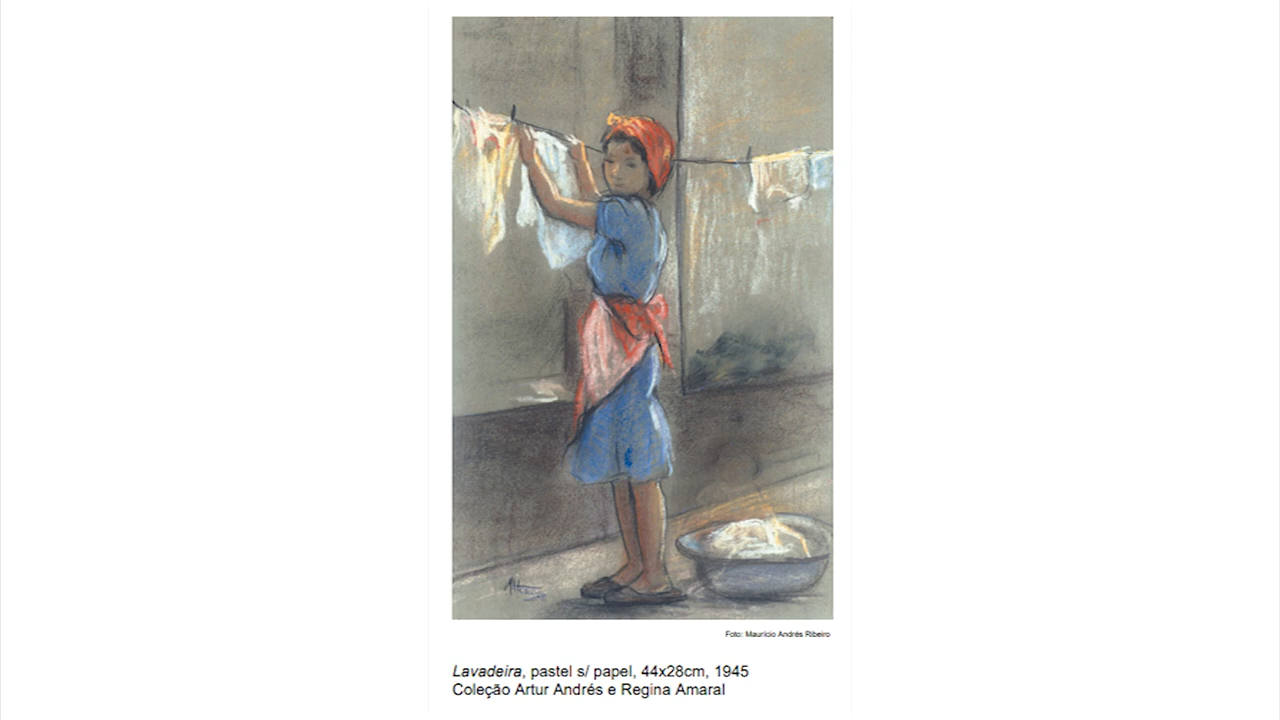 Foto: Maurício Andrés Ribeiro
Lavadeira, pastel s/ papel, 44x28cm, 1945
Coleção Artur Andrés e Regina Amaral